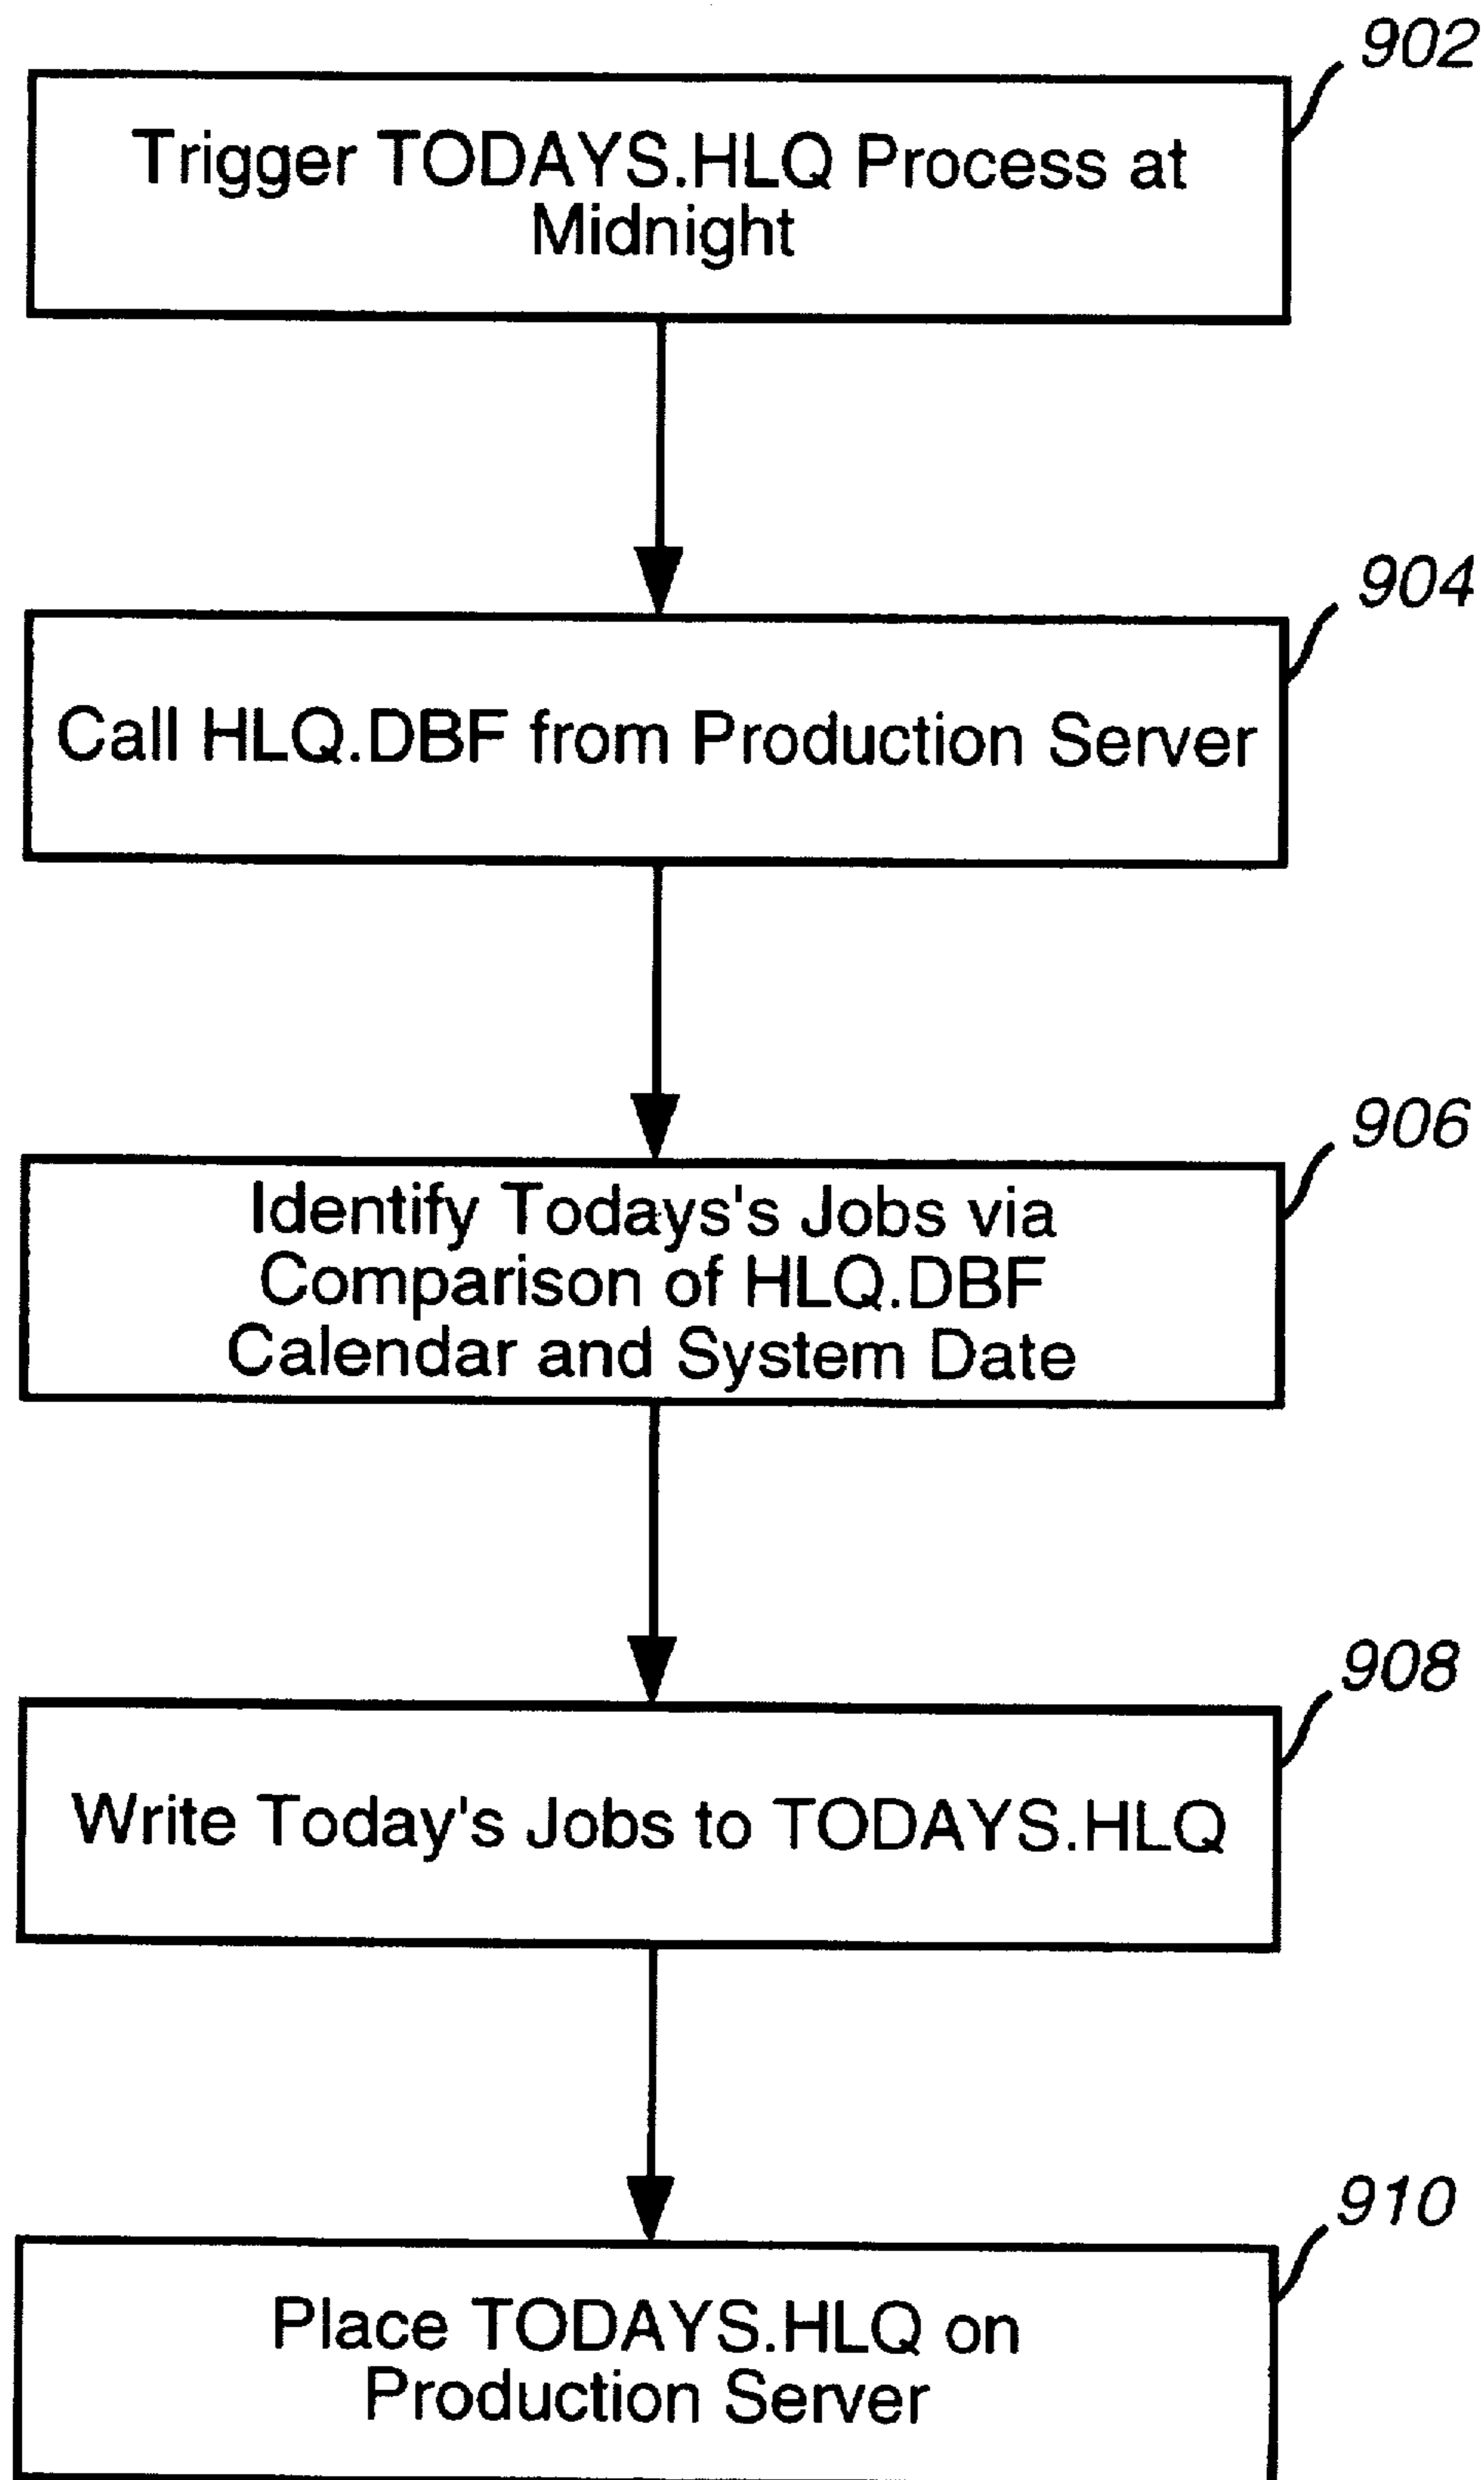 902
Trigger TODAYS.HLQ Process at
Midnight
904
Call HLQ.DBF from Production Server
906
Identify Todays's Jobs via
Comparison of HLQ.DBF
Calendar and System Date
908
Write Today's Jobs to TODAYS.HLQ
910
Place TODAYS.HLQ on
Production Server